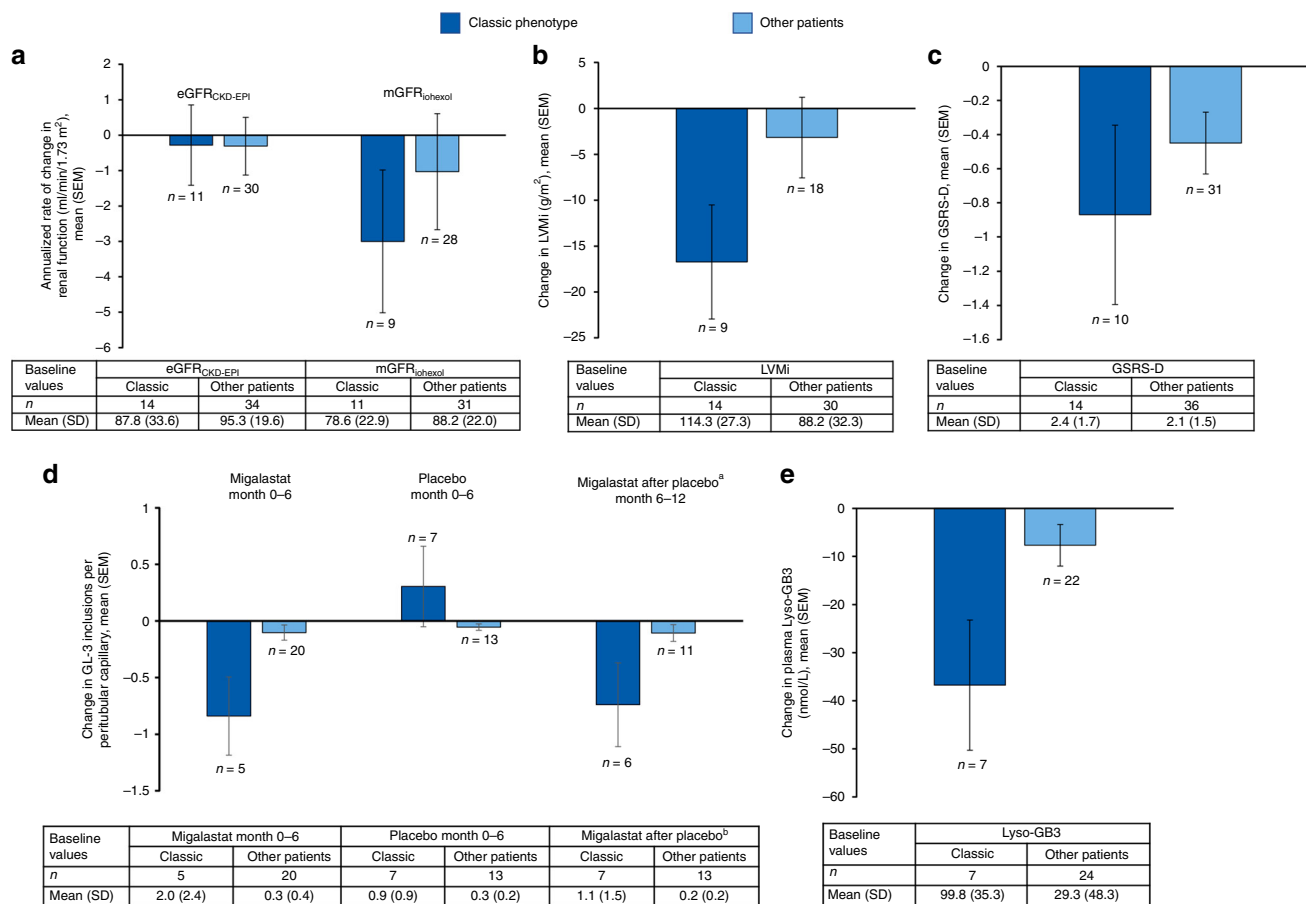 Classic phenotype
Other patients
a
Annualized rate of change in
renal function (ml/min/1.73 m²),
mean (SEM)
2
1
0
–1
–2
–3
–4
–5
–6
eGFRCKD-EPI
mGFRiohexol
n = 11
n = 30
n = 9
n = 28
Baseline values
eGFRCKD-EPI
mGFRiohexol
Classic
Other patients
Classic
Other patients
n 14 34 11 31
Mean (SD) 87.8 (33.6) 95.3 (19.6) 78.6 (22.9) 88.2 (22.0)
b
Change in LVMi (g/m²), mean (SEM)
5
0
–5
–10
–15
–20
–25
n = 18
n = 9
Baseline values
LVMi
Classic
Other patients
n 14 30
Mean (SD) 114.3 (27.3) 88.2 (32.3)
c
Change in GSRS-D, mean (SEM)
0
–0.2
–0.4
–0.6
–0.8
–1
–1.2
–1.4
–1.6
n = 31
n = 10
Baseline values
GSRS-D
Classic
Other patients
n 14 36
Mean (SD) 2.4 (1.7) 2.1 (1.5)
d
Migalastat
month 0–6
Placebo
month 0–6
Migalastat after placeboᵃ
month 6–12
Change in GL-3 inclusions per
peritubular capillary, mean (SEM)
1
0.5
0
–0.5
–1
–1.5
n = 5
n = 20
n = 7
n = 13
n = 6
n = 11
Baseline values
Migalastat month 0–6
Placebo month 0–6
Migalastat after placeboᵇ
Classic
Other patients
Classic
Other patients
Classic
Other patients
n 5 20 7 13 7 13
Mean (SD) 2.0 (2.4) 0.3 (0.4) 0.9 (0.9) 0.3 (0.2) 1.1 (1.5) 0.2 (0.2)
e
Change in plasma Lyso-GB3
(nmol/L), mean (SEM)
0
–10
–20
–30
–40
–50
–60
n = 22
n = 7
Baseline values
Lyso-GB3
Classic
Other patients
n 7 24
Mean (SD) 99.8 (35.3) 29.3 (48.3)